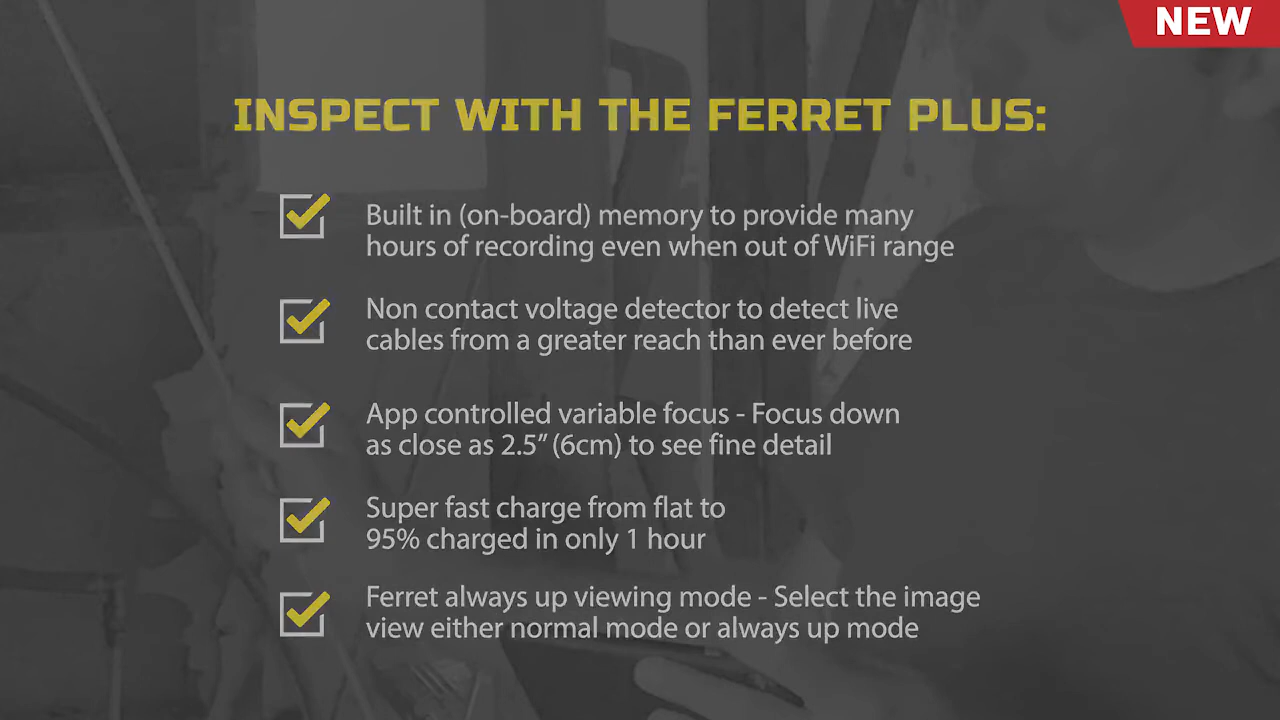 NEW
INSPECT WITH THE FERRET PLUS:
Built in (on-board) memory to provide many
hours of recording even when out of WiFi range
Non contact voltage detector to detect live
cables from a greater reach than ever before
App controlled variable focus - Focus down
as close as 2.5” (6cm) to see fine detail
Super fast charge from flat to
95% charged in only 1 hour
Ferret always up viewing mode - Select the image
view either normal mode or always up mode